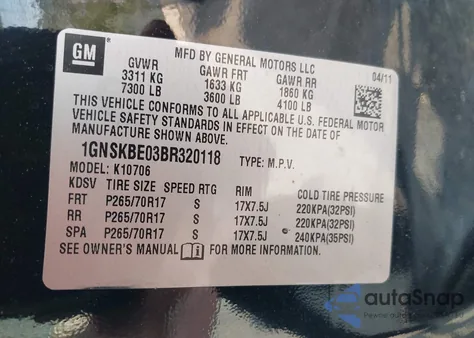 GM
MFD BY GENERAL MOTORS LLC
GVWR GAWR FRT GAWR RR 04/11
3311 KG 1633 KG 1860 KG
7300 LB 3600 LB 4100 LB
THIS VEHICLE CONFORMS TO ALL APPLICABLE U.S. FEDERAL MOTOR
VEHICLE SAFETY STANDARDS IN EFFECT ON THE DATE OF
MANUFACTURE SHOWN ABOVE.
1GNSKBE03BR320118 TYPE: M.P.V.
MODEL: K10706
KDSV TIRE SIZE SPEED RTG RIM COLD TIRE PRESSURE
FRT P265/70R17 S 17X7.5J 220KPA(32PSI)
RR P265/70R17 S 17X7.5J 220KPA(32PSI)
SPA P265/70R17 S 17X7.5J 240KPA(35PSI)
SEE OWNER'S MANUAL FOR MORE INFORMATION.
autoSnap